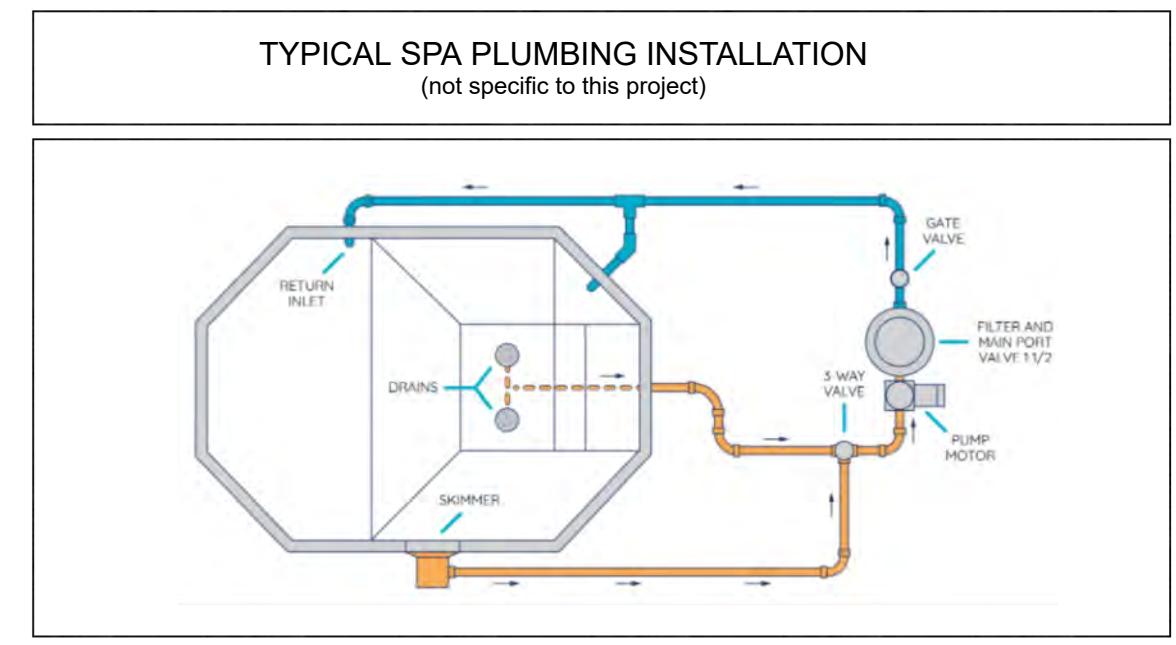 TYPICAL SPA PLUMBING INSTALLATION
(not specific to this project)
GATE
VALVE
RETURN
INLET
FILTER AND
MAIN PORT
VALVE 1 1/2
3 WAY
VALVE
DRAINS
PUMP
MOTOR
SKIMMER